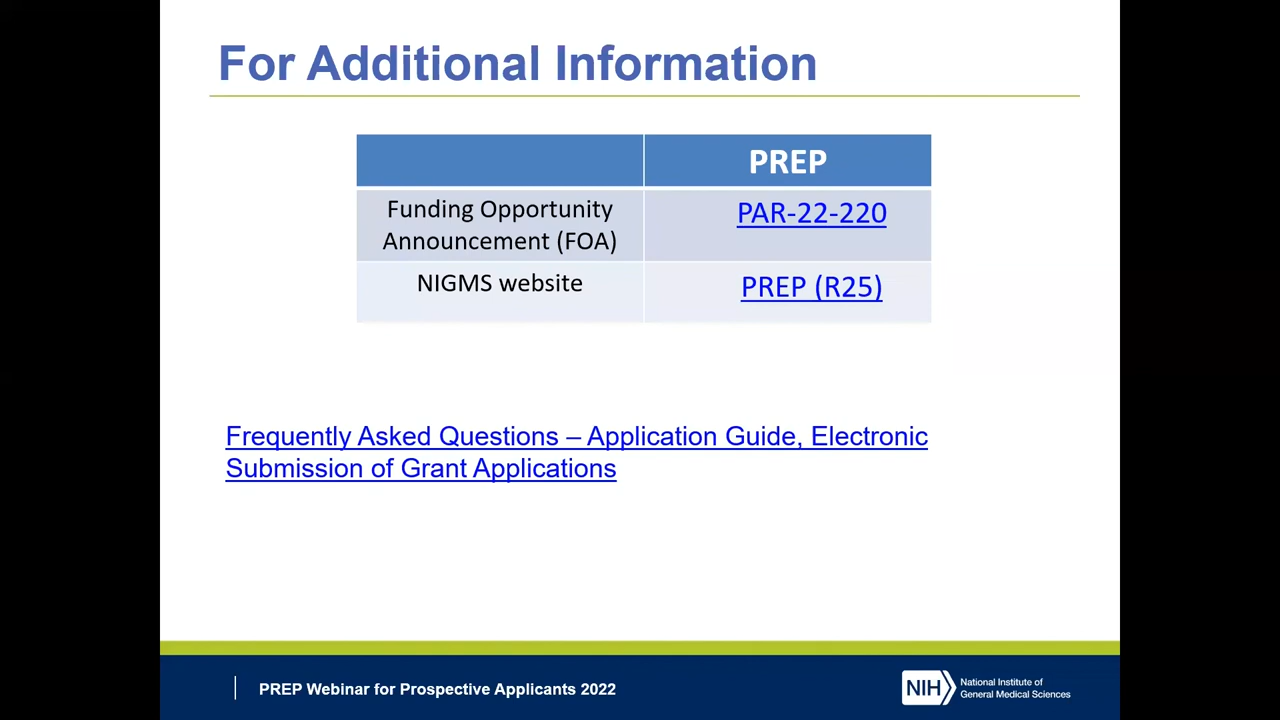 For Additional Information
PREP
Funding Opportunity
Announcement (FOA)
PAR-22-220
NIGMS website
PREP (R25)
Frequently Asked Questions – Application Guide, Electronic
Submission of Grant Applications
PREP Webinar for Prospective Applicants 2022
NIH
National Institute of
General Medical Sciences